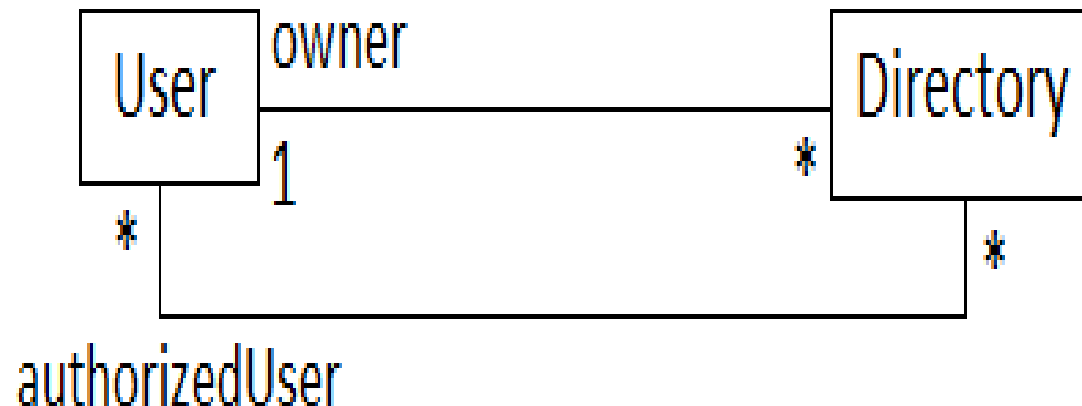 owner
User
Directory
1
*
*
*
authorizedUser